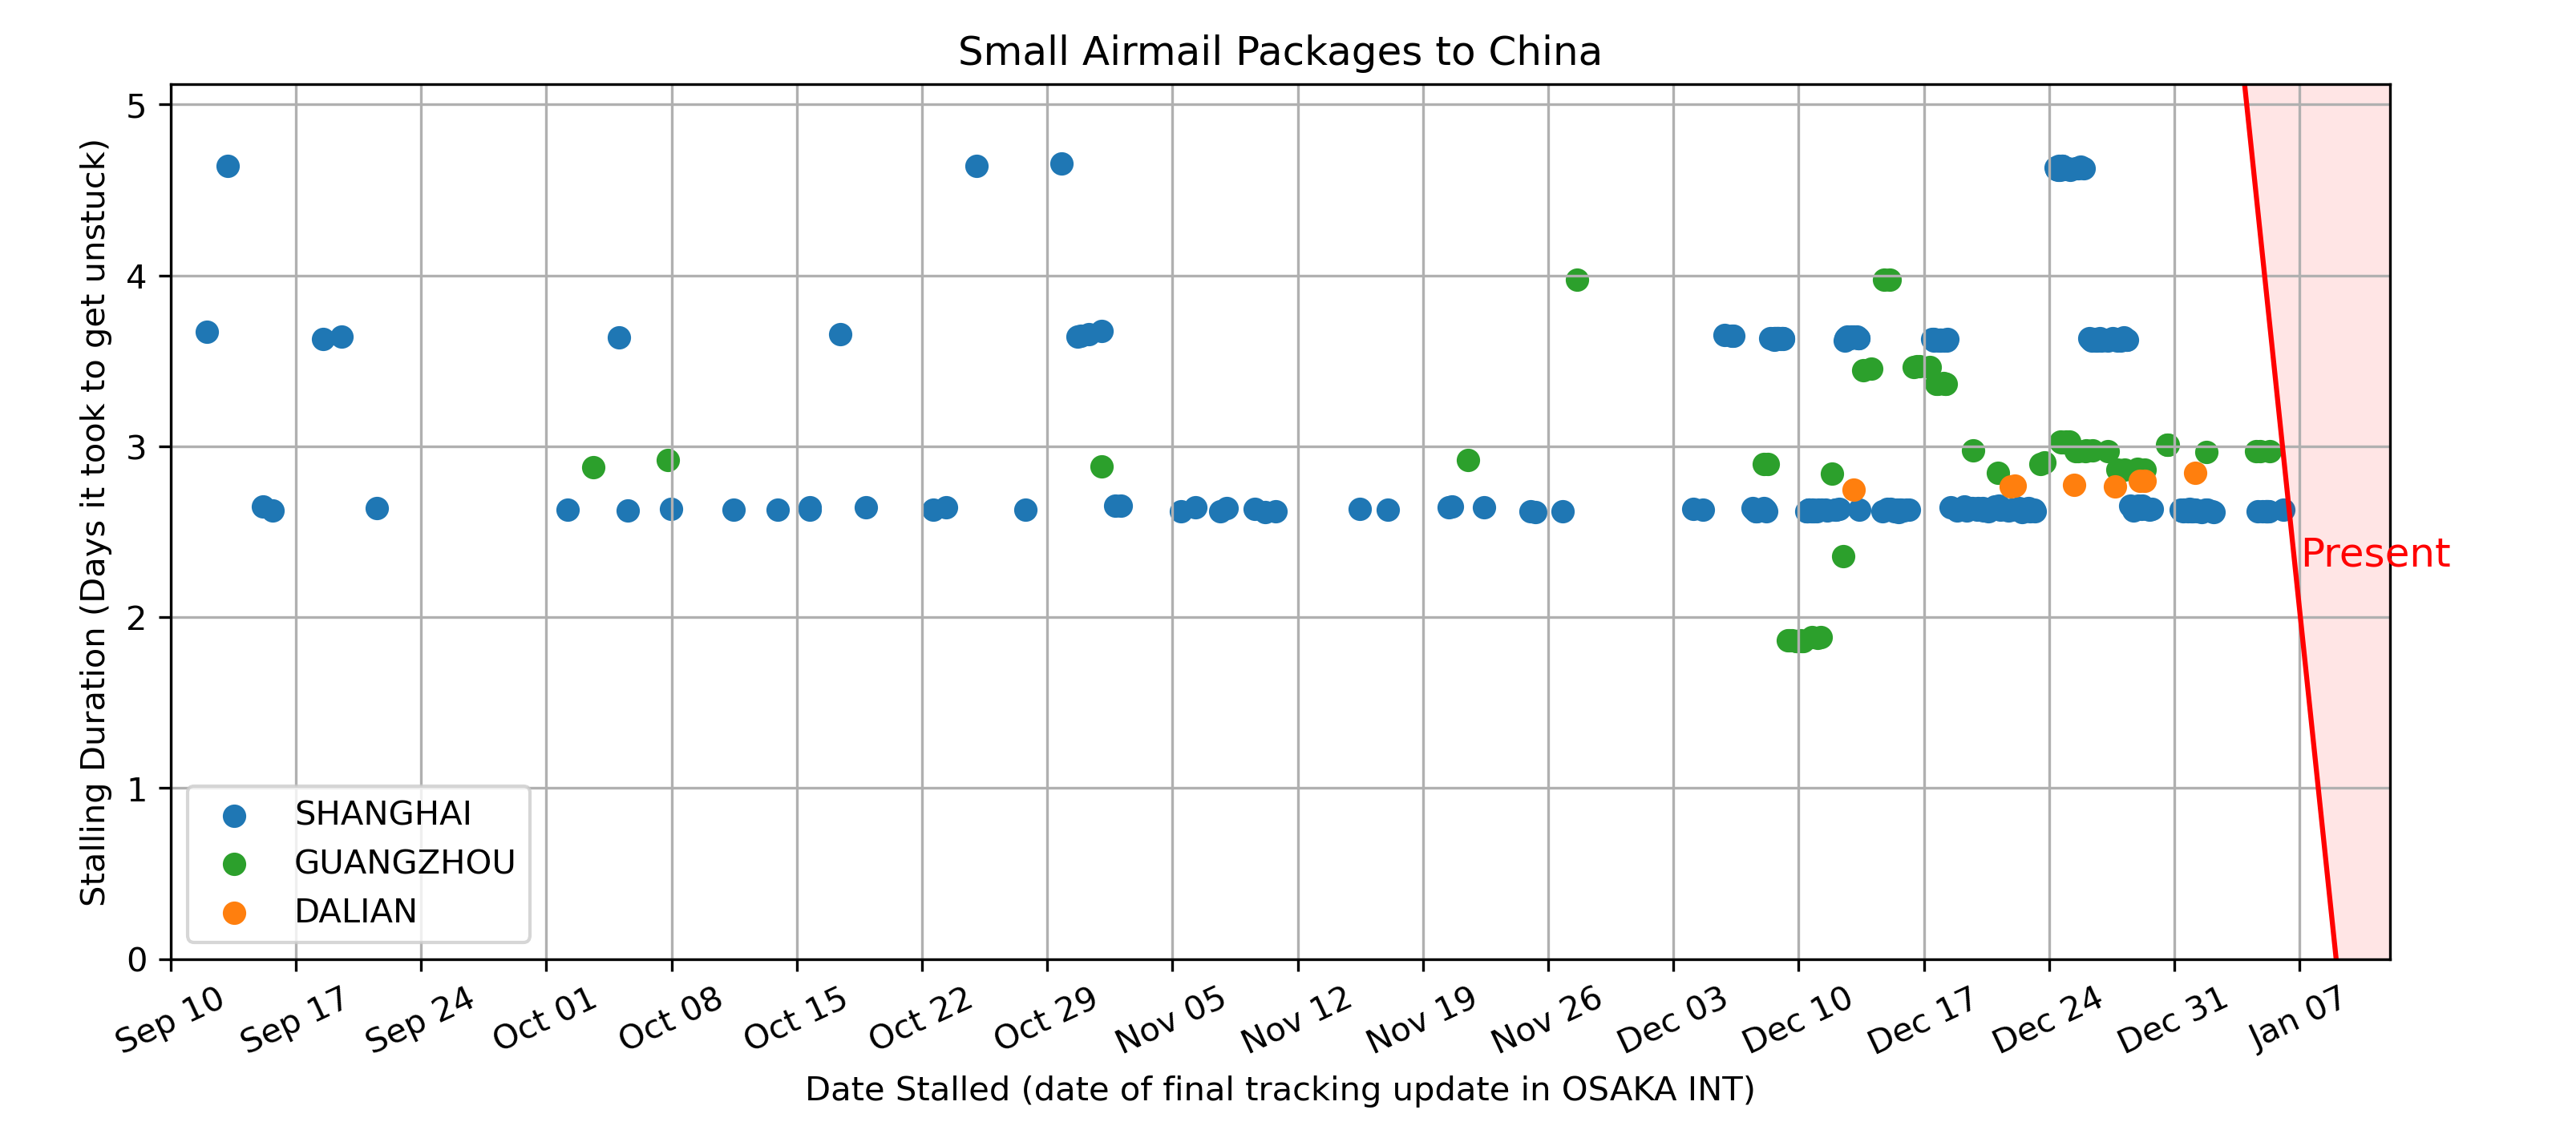 Small Airmail Packages to China
Stalling Duration (Days it took to get unstuck)
5
4
3
2
1
0
Present
SHANGHAI
GUANGZHOU
DALIAN
Sep 10
Sep 17
Sep 24
Oct 01
Oct 08
Oct 15
Oct 22
Oct 29
Nov 05
Nov 12
Nov 19
Nov 26
Dec 03
Dec 10
Dec 17
Dec 24
Dec 31
Jan 07
Date Stalled (date of final tracking update in OSAKA INT)